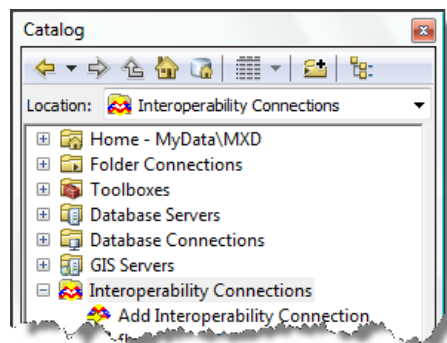 Catalog
Location: Interoperability Connections
Home - MyData\MXD
Folder Connections
Toolboxes
Database Servers
Database Connections
GIS Servers
Interoperability Connections
Add Interoperability Connection